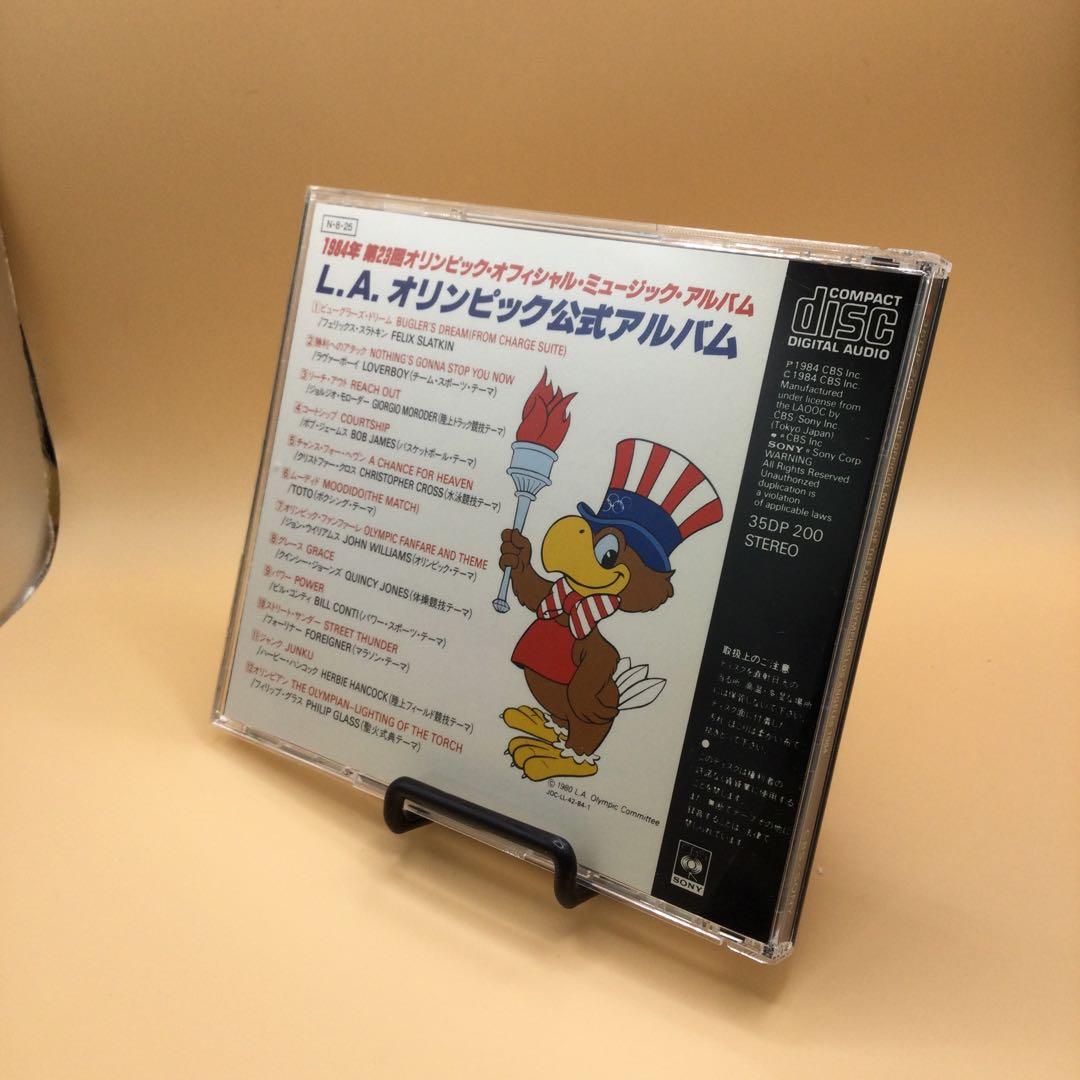 N・8・25
1984年 第23回オリンピック・オフィシャル・ミュージック・アルバム
L.A.オリンピック公式アルバム
1 ビューグラーズ・ドリーム BUGLER'S DREAM(FROM CHARGE SUITE)
/フェリックス・スラトキン FELIX SLATKIN
2 勝利へのアタック NOTHING'S GONNA STOP YOU NOW
/ラヴァーボーイ LOVERBOY(チーム・スポーツ・テーマ)
3 リーチ・アウト REACH OUT
/ジョルジオ・モローダー GIORGIO MORODER(陸上トラック競技テーマ)
4 コートシップ COURTSHIP
/ボブ・ジェームス BOB JAMES(バスケットボール・テーマ)
5 チャンス・フォー・ヘヴン A CHANCE FOR HEAVEN
/クリストファー・クロス CHRISTOPHER CROSS(水泳競技テーマ)
6 ムーディド MOODIDO(THE MATCH)
/TOTO(ボクシング・テーマ)
7 オリンピック・ファンファーレ OLYMPIC FANFARE AND THEME
/ジョン・ウィリアムス JOHN WILLIAMS(オリンピック・テーマ)
8 グレース GRACE
/クインシー・ジョーンズ QUINCY JONES(体操競技テーマ)
9 パワー POWER
/ビル・コンティ BILL CONTI(パワー・スポーツ・テーマ)
10 ストリート・サンダー STREET THUNDER
/フォーリナー FOREIGNER(マラソン・テーマ)
11 ジャンク JUNKU
/ハービー・ハンコック HERBIE HANCOCK(陸上フィールド競技テーマ)
12 オリンピアン THE OLYMPIAN–LIGHTING OF THE TORCH
/フィリップ・グラス PHILIP GLASS(聖火式典テーマ)
© 1980 L.A. Olympic Committee
JOC-LL-42-84-1
COMPACT
disc
DIGITAL AUDIO
P 1984 CBS Inc.
C 1984 CBS Inc.
Manufactured
under license from
the LAOOC by
CBS, Sony Inc.
(Tokyo, Japan)
CBS Inc
SONY ® Sony Corp
WARNING
All Rights Reserved
Unauthorized
duplication is
a violation
of applicable laws
35DP 200
STEREO
取扱上のご注意
SONY